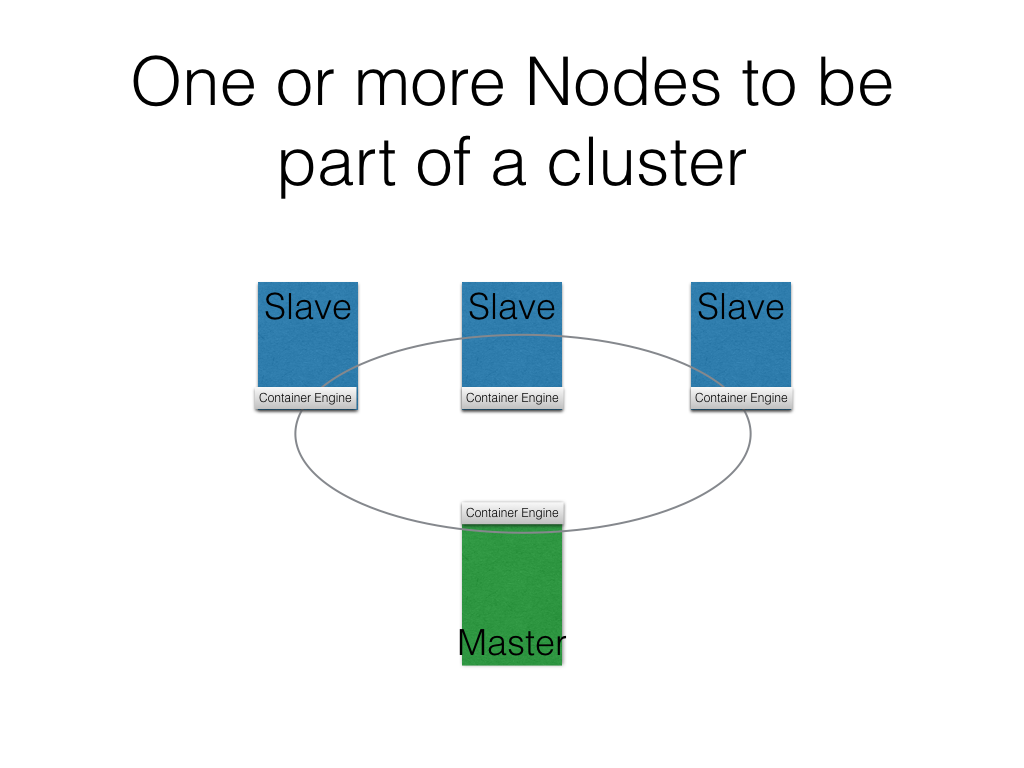 One or more Nodes to be
part of a cluster
Slave
Slave
Slave
Container Engine
Container Engine
Container Engine
Container Engine
Master